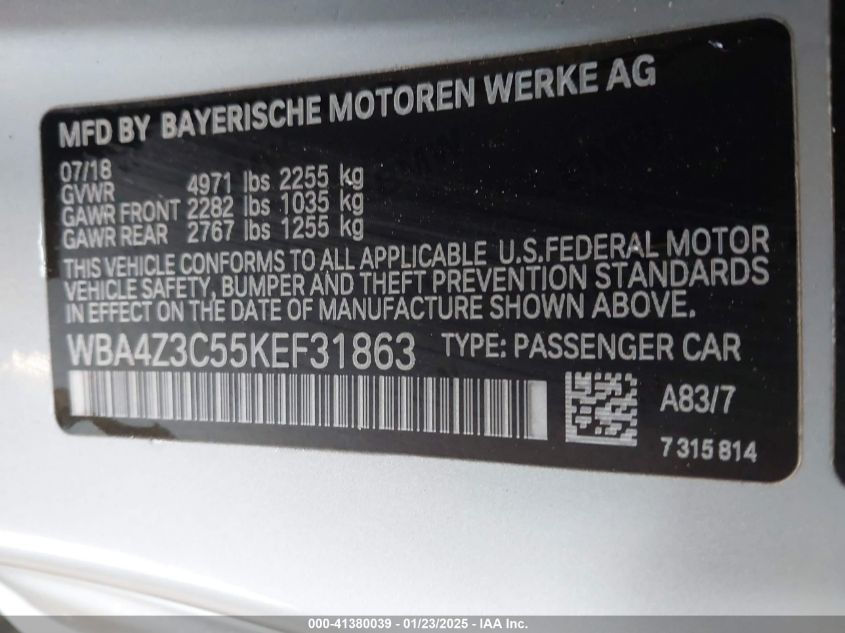 MFD BY BAYERISCHE MOTOREN WERKE AG
07/18
GVWR 4971 lbs 2255 kg
GAWR FRONT 2282 lbs 1035 kg
GAWR REAR 2767 lbs 1255 kg
THIS VEHICLE CONFORMS TO ALL APPLICABLE U.S.FEDERAL MOTOR
VEHICLE SAFETY, BUMPER AND THEFT PREVENTION STANDARDS
IN EFFECT ON THE DATE OF MANUFACTURE SHOWN ABOVE.
WBA4Z3C55KEF31863 TYPE: PASSENGER CAR
A83/7
7 315 814
000-41380039 - 01/23/2025 - IAA Inc.